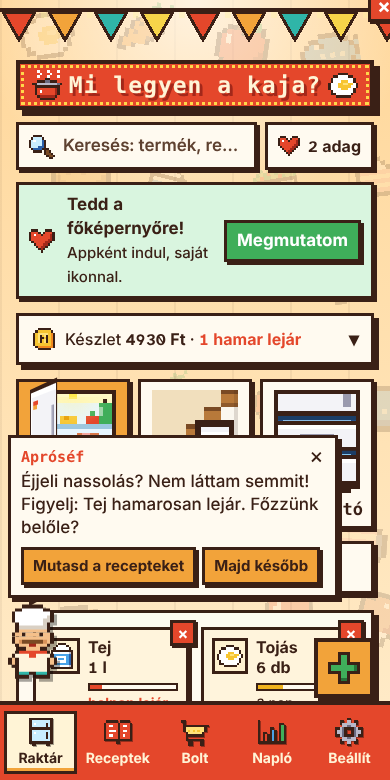 Mi legyen a kaja?
Keresés: termék, re...
2 adag
Tedd a
főképernyőre!
Appként indul, saját
ikonnal.
Megmutatom
Készlet 4930 Ft · 1 hamar lejár ▼
Apróséf
Éjjeli nassolás? Nem láttam semmit!
Figyelj: Tej hamarosan lejár. Főzzünk
belőle?
Mutasd a recepteket
Majd később
Tej
1 l
Tojás
6 db
Raktár
Receptek
Bolt
Napló
Beállít